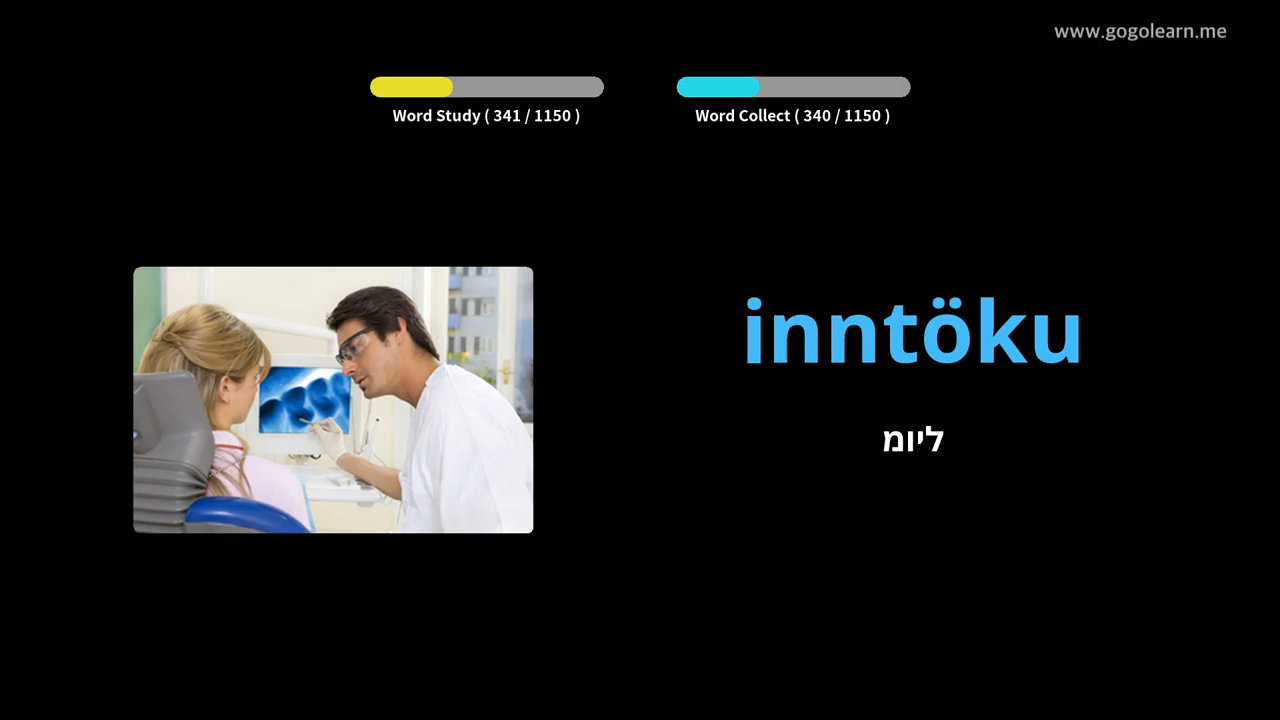 www.gogolearn.me
Word Study ( 341 / 1150 )
Word Collect ( 340 / 1150 )
inntöku
ליומ